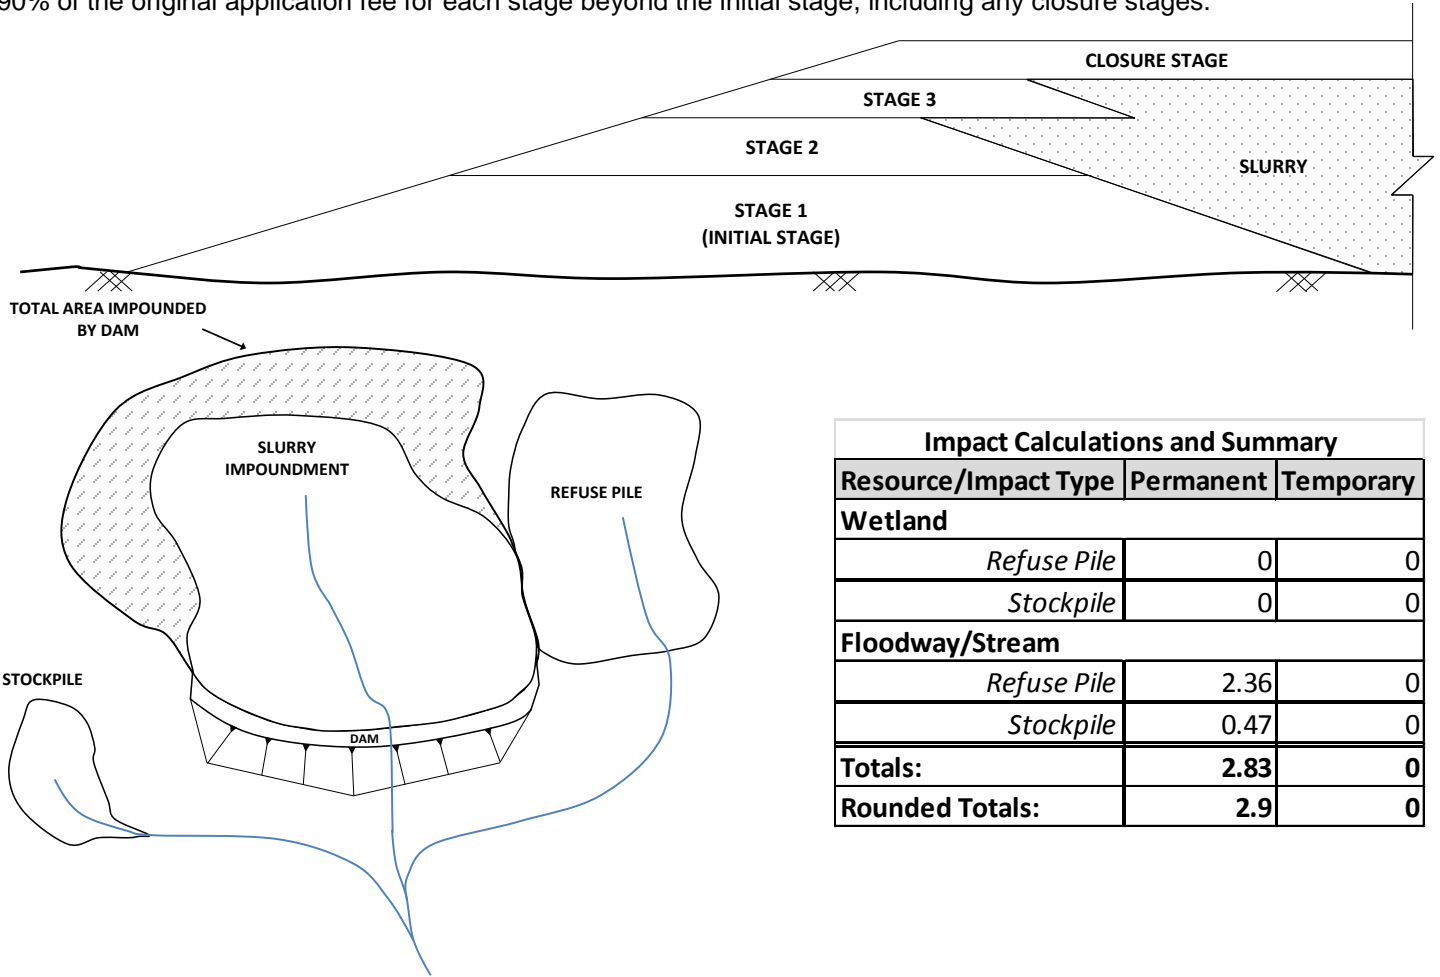 90% of the original application fee for each stage beyond the initial stage, including any closure stages.
CLOSURE STAGE
STAGE 3
STAGE 2
SLURRY
STAGE 1
(INITIAL STAGE)
TOTAL AREA IMPOUNDED
BY DAM
SLURRY
IMPOUNDMENT
REFUSE PILE
STOCKPILE
DAM
Impact Calculations and Summary
Resource/Impact Type Permanent Temporary
Wetland
Refuse Pile 0 0
Stockpile 0 0
Floodway/Stream
Refuse Pile 2.36 0
Stockpile 0.47 0
Totals: 2.83 0
Rounded Totals: 2.9 0